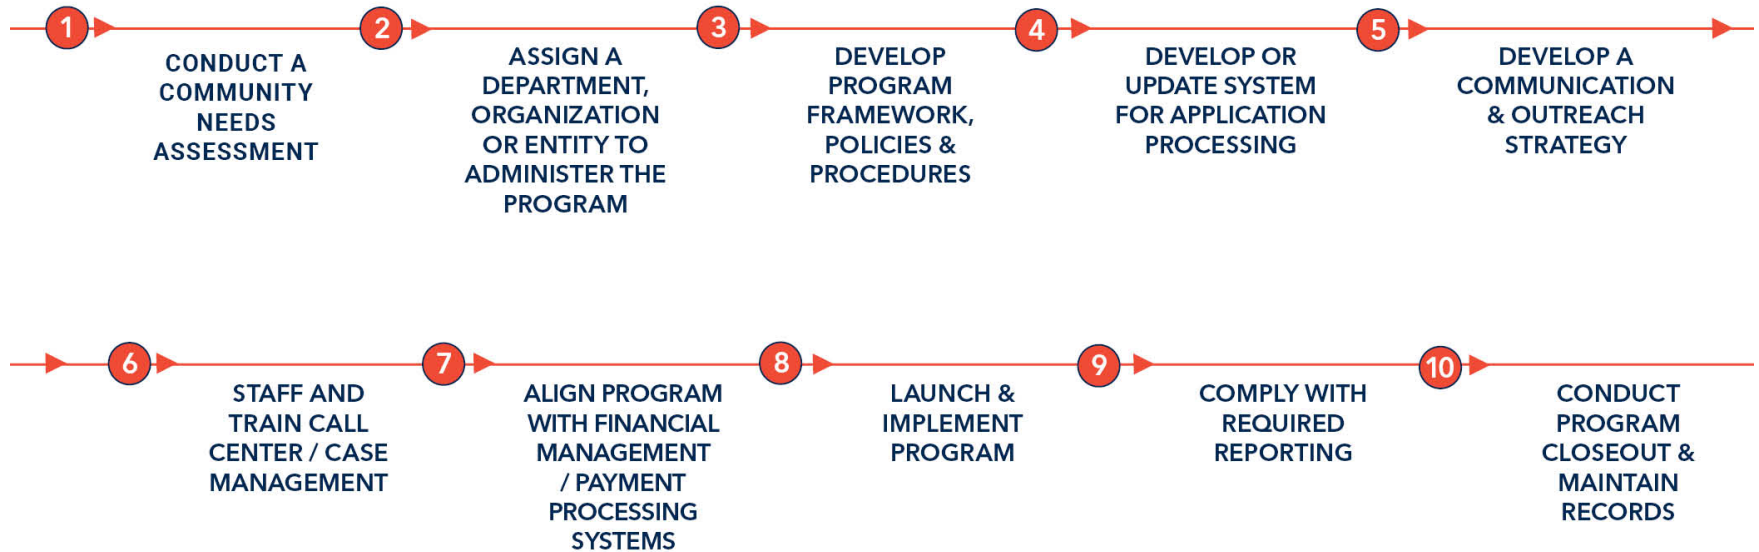 1
CONDUCT A
COMMUNITY
NEEDS
ASSESSMENT
2
ASSIGN A
DEPARTMENT,
ORGANIZATION
OR ENTITY TO
ADMINISTER THE
PROGRAM
3
DEVELOP
PROGRAM
FRAMEWORK,
POLICIES &
PROCEDURES
4
DEVELOP OR
UPDATE SYSTEM
FOR APPLICATION
PROCESSING
5
DEVELOP A
COMMUNICATION
& OUTREACH
STRATEGY
6
STAFF AND
TRAIN CALL
CENTER / CASE
MANAGEMENT
7
ALIGN PROGRAM
WITH FINANCIAL
MANAGEMENT
/ PAYMENT
PROCESSING
SYSTEMS
8
LAUNCH &
IMPLEMENT
PROGRAM
9
COMPLY WITH
REQUIRED
REPORTING
10
CONDUCT
PROGRAM
CLOSEOUT &
MAINTAIN
RECORDS